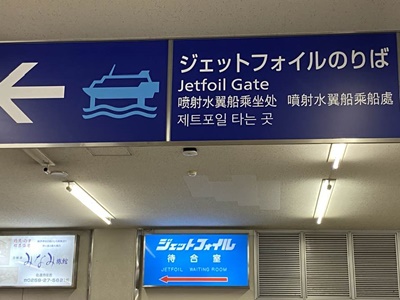 ジェットフォイルのりば
Jetfoil Gate
喷射水翼船乘坐处 噴射水翼船乘船處
제트포일 타는 곳
ジェットフォイル
待合室
JETFOIL WAITING ROOM